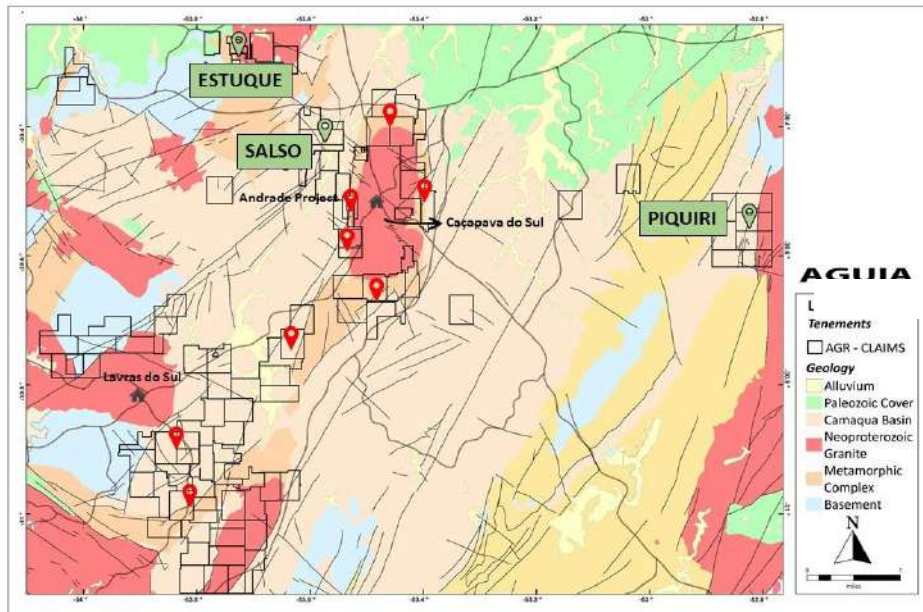 ESTUQUE
SALSO
Andrade Project
Caçapava do Sul
PIQUIRI
Lavras do Sul
AGUIA
L
Tenements
AGR - CLAIMS
Geology
Alluvium
Paleozoic Cover
Camaqua Basin
Neoproterozoic
Granite
Metamorphic
Complex
Basement
N
Miles